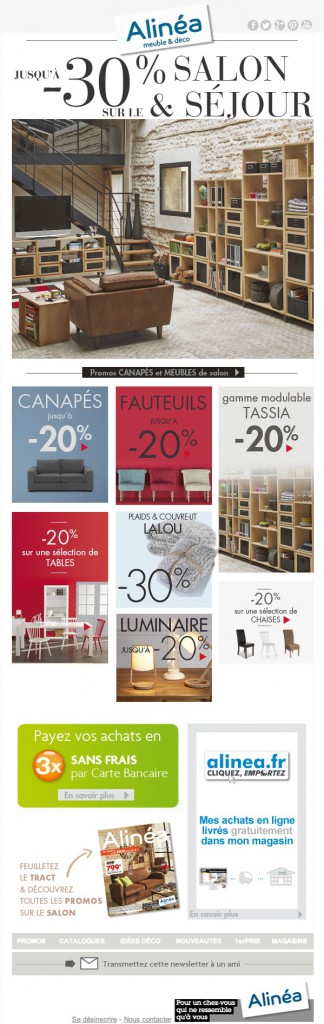 Alinéa
meuble & déco
JUSQU'À
-30% SALON
SUR LE & SÉJOUR
Promos CANAPÉS et MEUBLES de salon
CANAPÉS
jusqu'à
-20%
FAUTEUILS
JUSQU'À
-20%
gamme modulable
TASSIA
-20%
-20%
sur une sélection de
TABLES
PLAIDS & COUVRE-LIT
LALOU
-30%
-20%
sur une sélection de
CHAISES
LUMINAIRE
JUSQU'À -20%
Payez vos achats en
3x SANS FRAIS
par Carte Bancaire
En savoir plus
alinea.fr
CLIQUEZ, EMPORTEZ
Mes achats en ligne
livrés gratuitement
dans mon magasin
En savoir plus
Alinéa
799€
FEUILLETEZ
LE TRACT
& DÉCOUVREZ
TOUTES LES PROMOS
SUR LE SALON
PROMOS CATALOGUES IDÉES DÉCO NOUVEAUTÉS 1erPRIX MAGASINS
Transmettez cette newsletter à un ami
Pour un chez-vous
qui ne ressemble
qu'à vous
Alinéa
Se désinscrire - Nous contacter